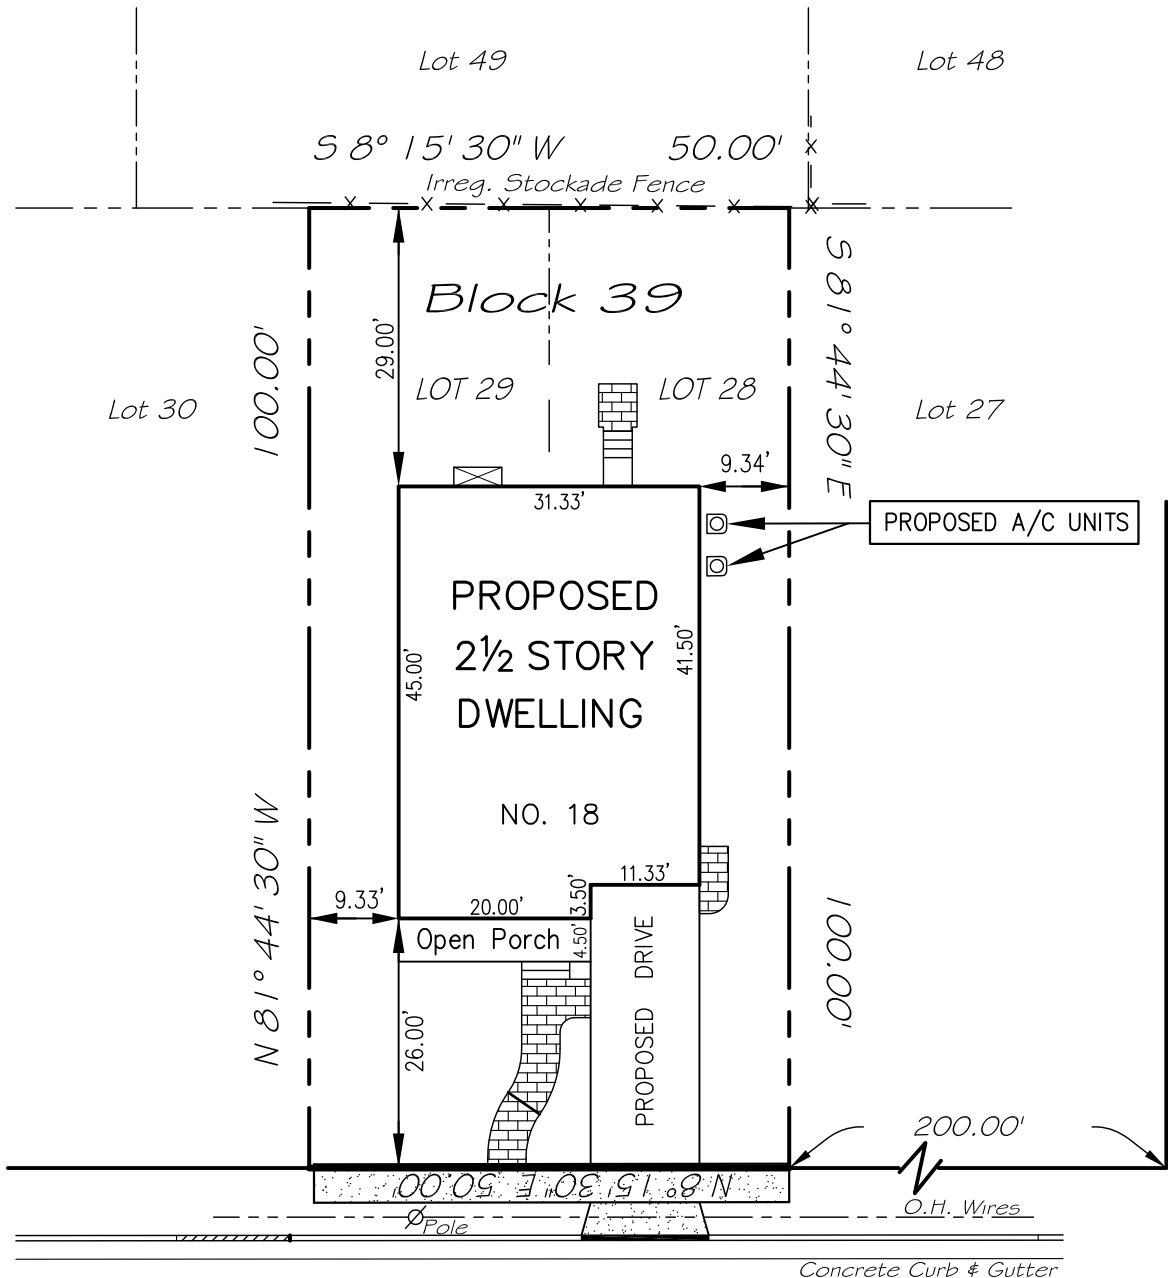 Lot 49
Lot 48
S 8° 15' 30" W 50.00'
Irreg. Stockade Fence
S 81° 44' 30" E
Block 39
100.00'
29.00'
LOT 29
LOT 28
Lot 30
Lot 27
9.34'
31.33'
PROPOSED A/C UNITS
PROPOSED
2½ STORY
DWELLING
45.00'
41.50'
NO. 18
N 81° 44' 30" W
11.33'
9.33'
20.00'
3.50'
Open Porch
4.50'
PROPOSED DRIVE
100.00'
26.00'
200.00'
N 8° 15' 30" E 50.00'
O.H. Wires
Pole
Concrete Curb & Gutter